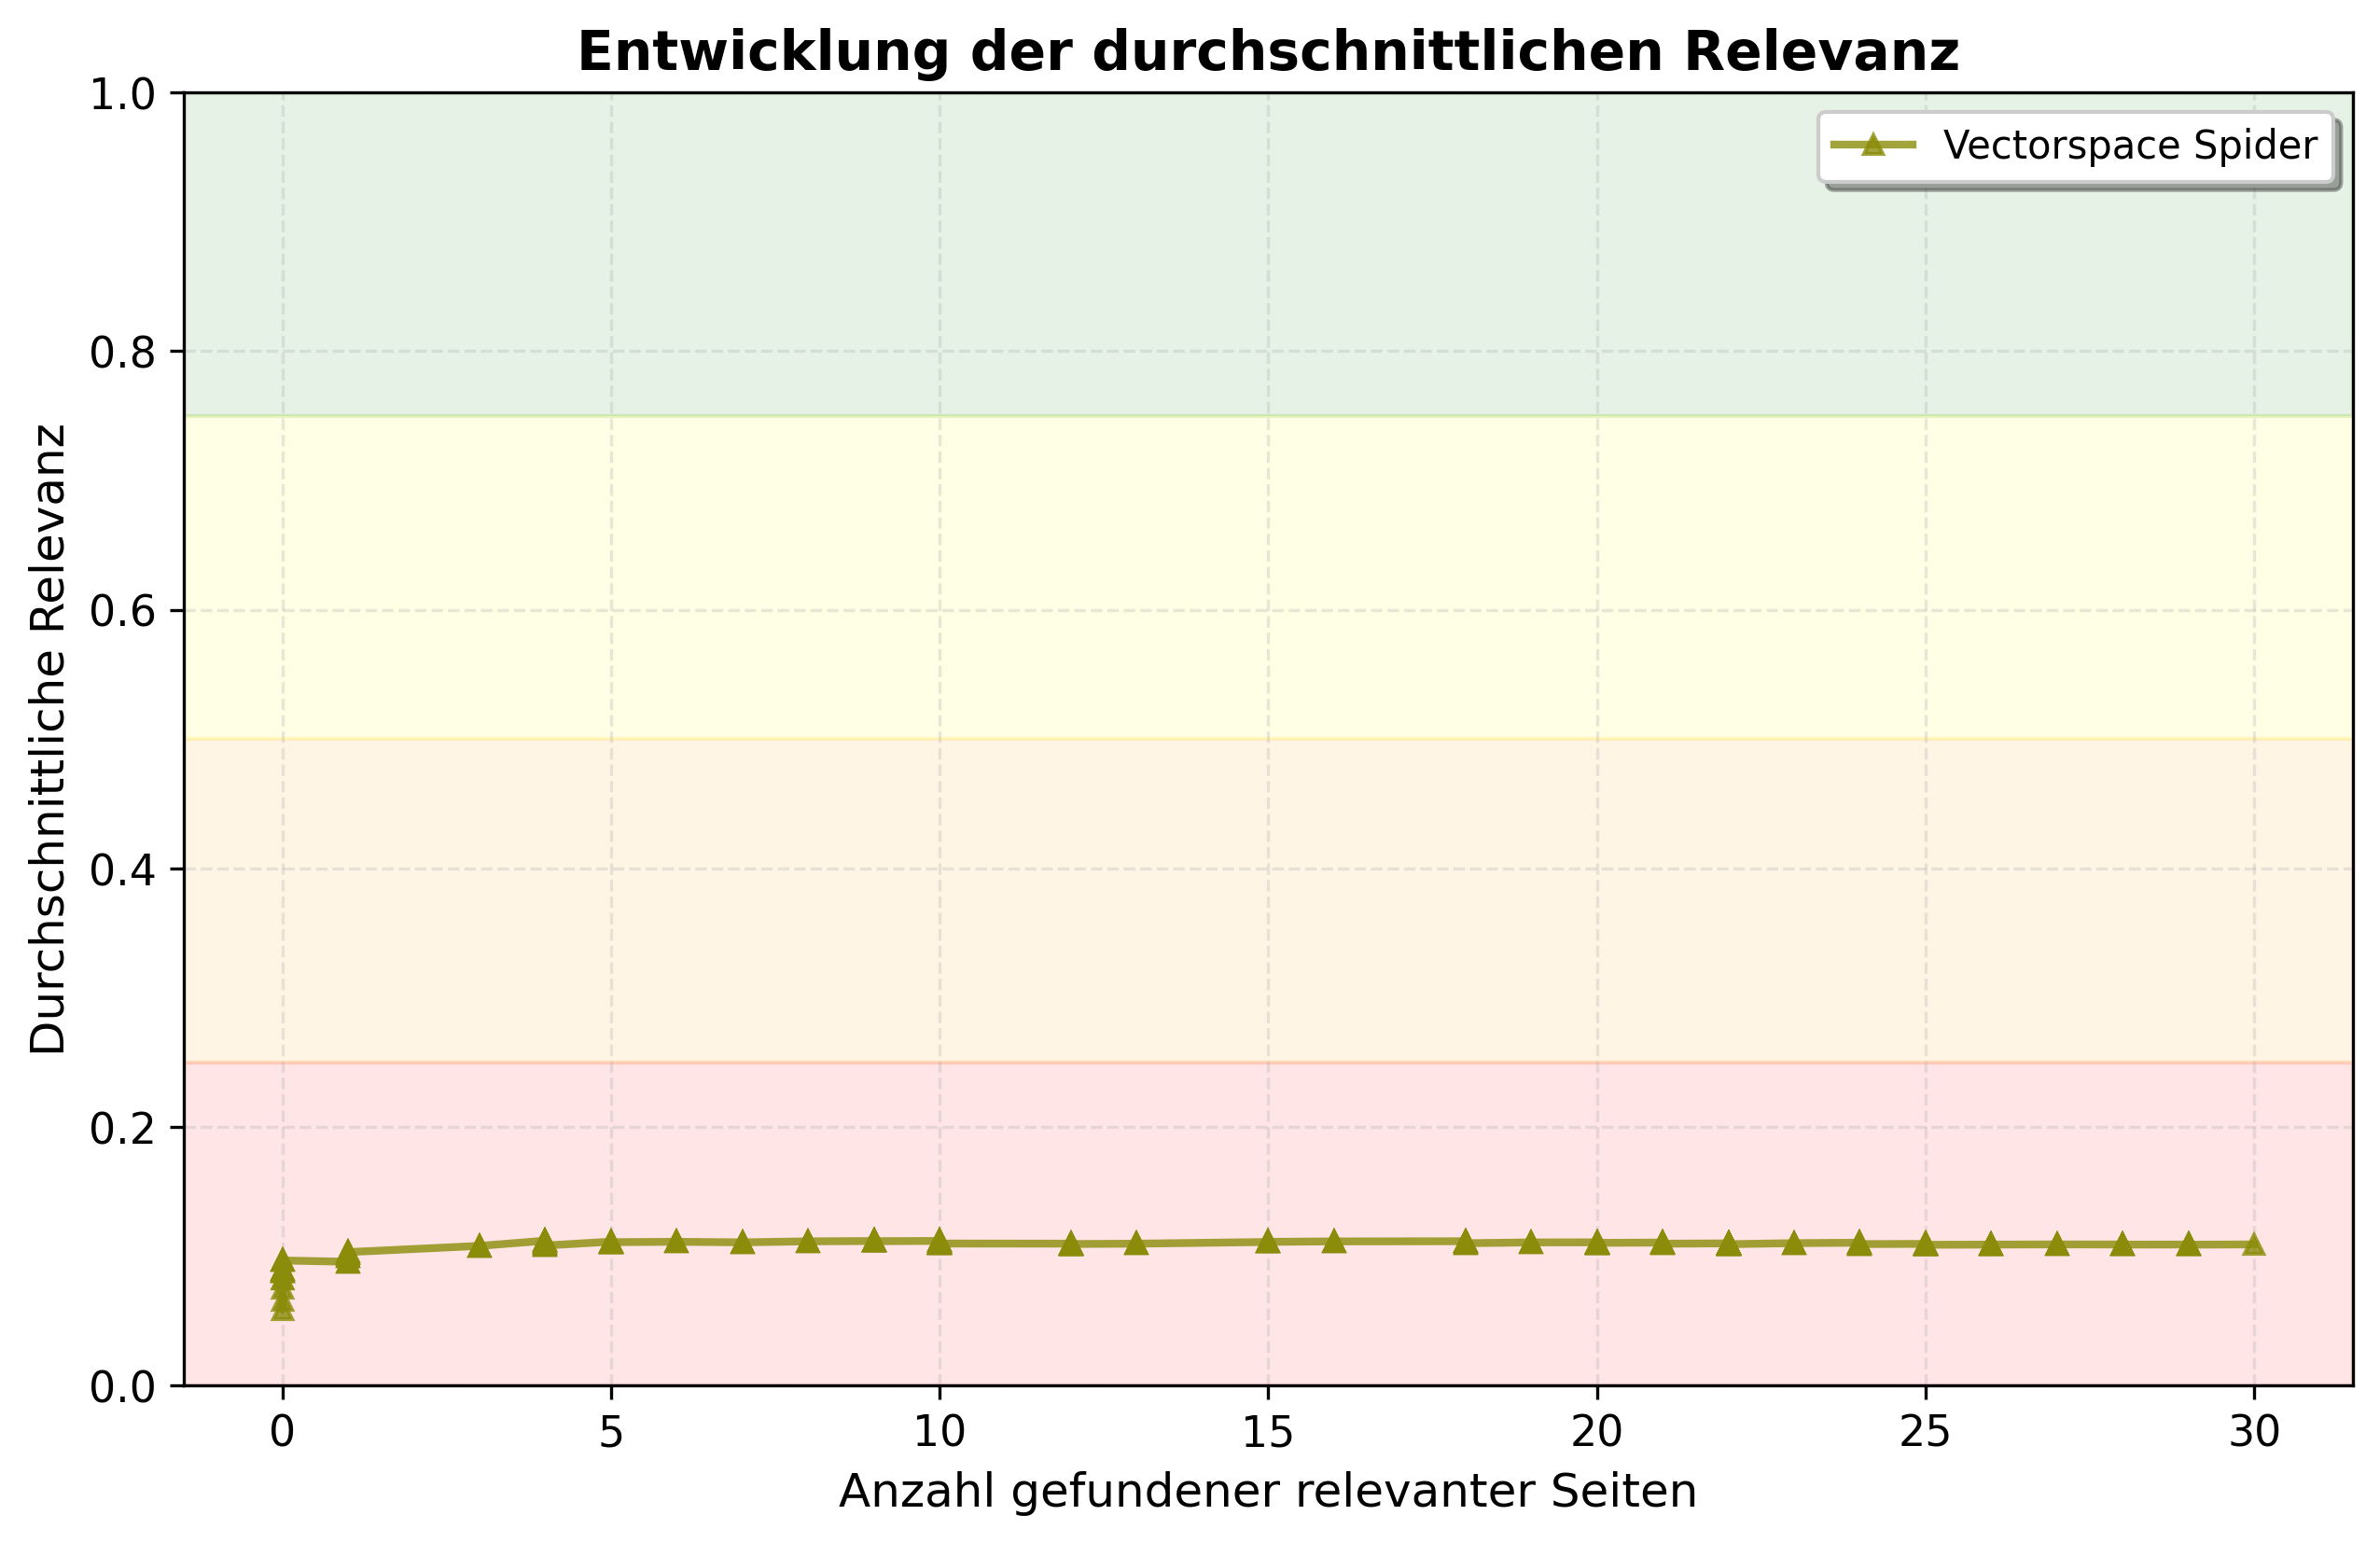 Entwicklung der durchschnittlichen Relevanz
Vectorspace Spider
Durchschnittliche Relevanz
1.0
0.8
0.6
0.4
0.2
0.0
0 5 10 15 20 25 30
Anzahl gefundener relevanter Seiten